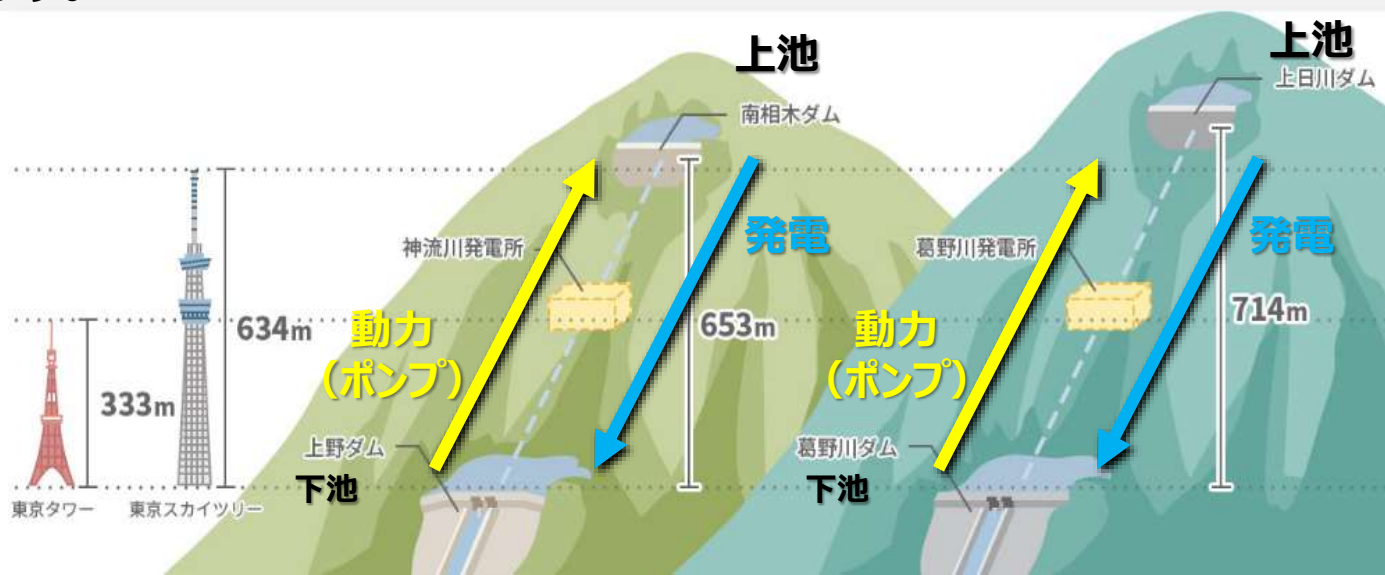 す。
上池
南相木ダム
神流川発電所
発電
動力
（ポンプ）
653m
上野ダム
下池
634m
333m
東京タワー
東京スカイツリー
上池
上日川ダム
葛野川発電所
発電
動力
（ポンプ）
714m
葛野川ダム
下池